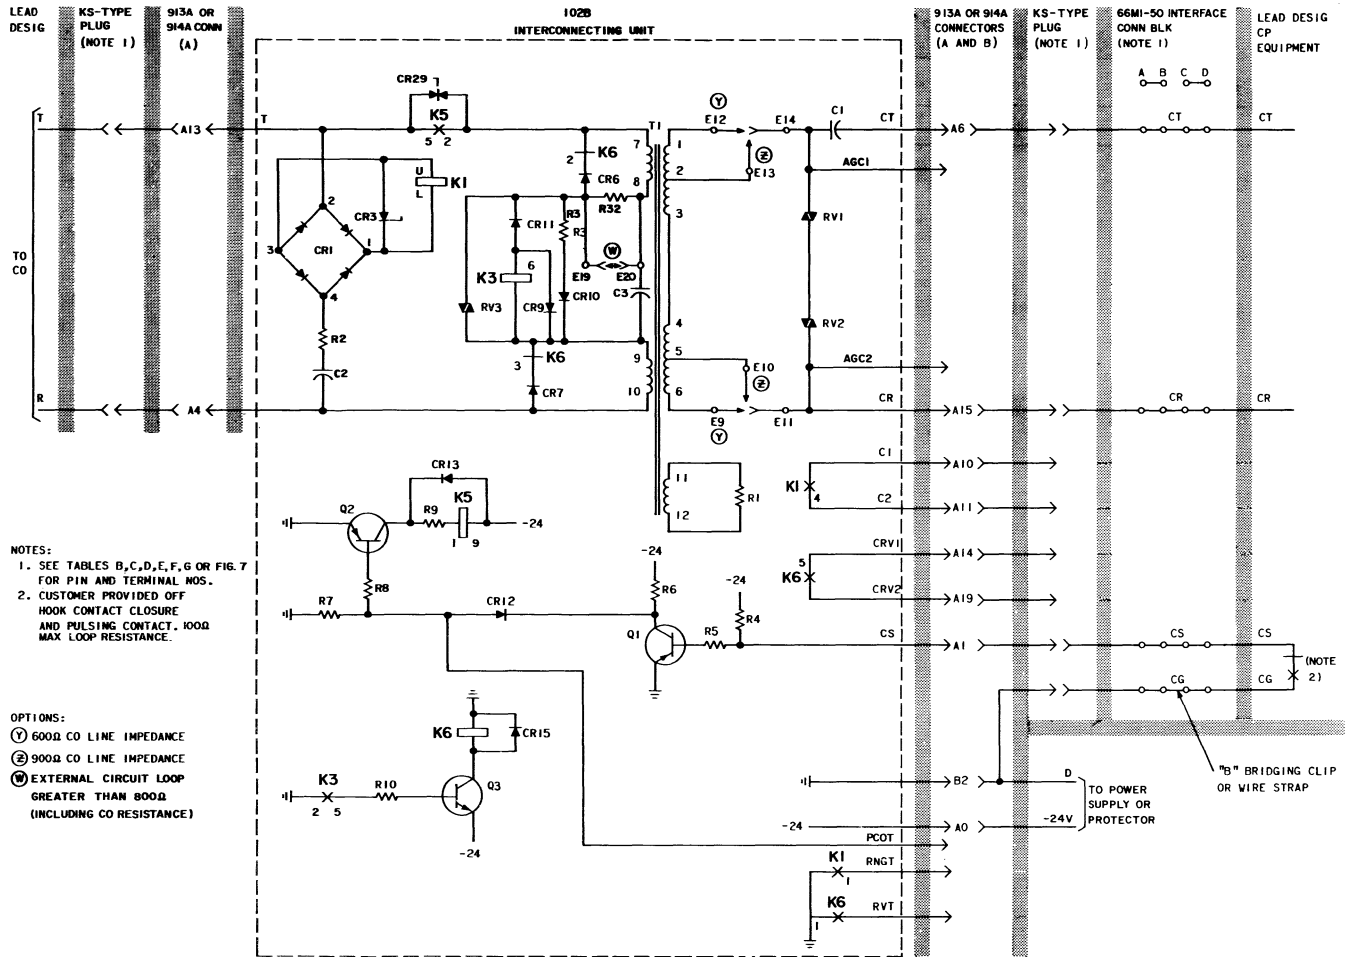 LEAD
DESIG
KS-TYPE
PLUG
(NOTE 1)
913A OR
914A CONN
(A)
102B
INTERCONNECTING UNIT
913A OR 914A
CONNECTORS
(A AND B)
KS-TYPE
PLUG
(NOTE 1)
66M1-50 INTERFACE
CONN BLK
(NOTE 1)
LEAD DESIG
CP
EQUIPMENT
A B C D
T
A13
T
CR29
K5
5 2
T1
Y
E12
E14
C1
CT
A6
CT
CT
K6
2
CR6
7
8
1
2
3
Z
E13
AGC1
U
L
K1
CR3
2
3
CR1
1
4
R32
CR11
R3
R3
W
E19
E20
RV1
TO
CO
K3
6
RV3
CR9
CR10
C3
4
5
6
RV2
R2
C2
K6
3
CR7
9
10
E10
Z
AGC2
R
A4
E9
Y
E11
CR
A15
CR
CR
CR13
K5
Q2
R9
1 9
-24
11
12
R1
K1
4
C1
A10
C2
A11
NOTES:
1. SEE TABLES B,C,D,E,F,G OR FIG. 7
FOR PIN AND TERMINAL NOS.
2. CUSTOMER PROVIDED OFF
HOOK CONTACT CLOSURE
AND PULSING CONTACT. 100Ω
MAX LOOP RESISTANCE.
R8
R7
CR12
-24
R6
-24
R4
Q1
R5
5
K6
CRV1
A14
CRV2
A19
CS
A1
CS
CS
(NOTE
2)
CG
CG
OPTIONS:
Y 600Ω CO LINE IMPEDANCE
Z 900Ω CO LINE IMPEDANCE
W EXTERNAL CIRCUIT LOOP
GREATER THAN 800Ω
(INCLUDING CO RESISTANCE)
K6
CR15
K3
2 5
R10
Q3
-24
B2
D
TO POWER
SUPPLY OR
PROTECTOR
"B" BRIDGING CLIP
OR WIRE STRAP
-24
A0
-24V
PCOT
K1
1
RNGT
K6
1
RVT